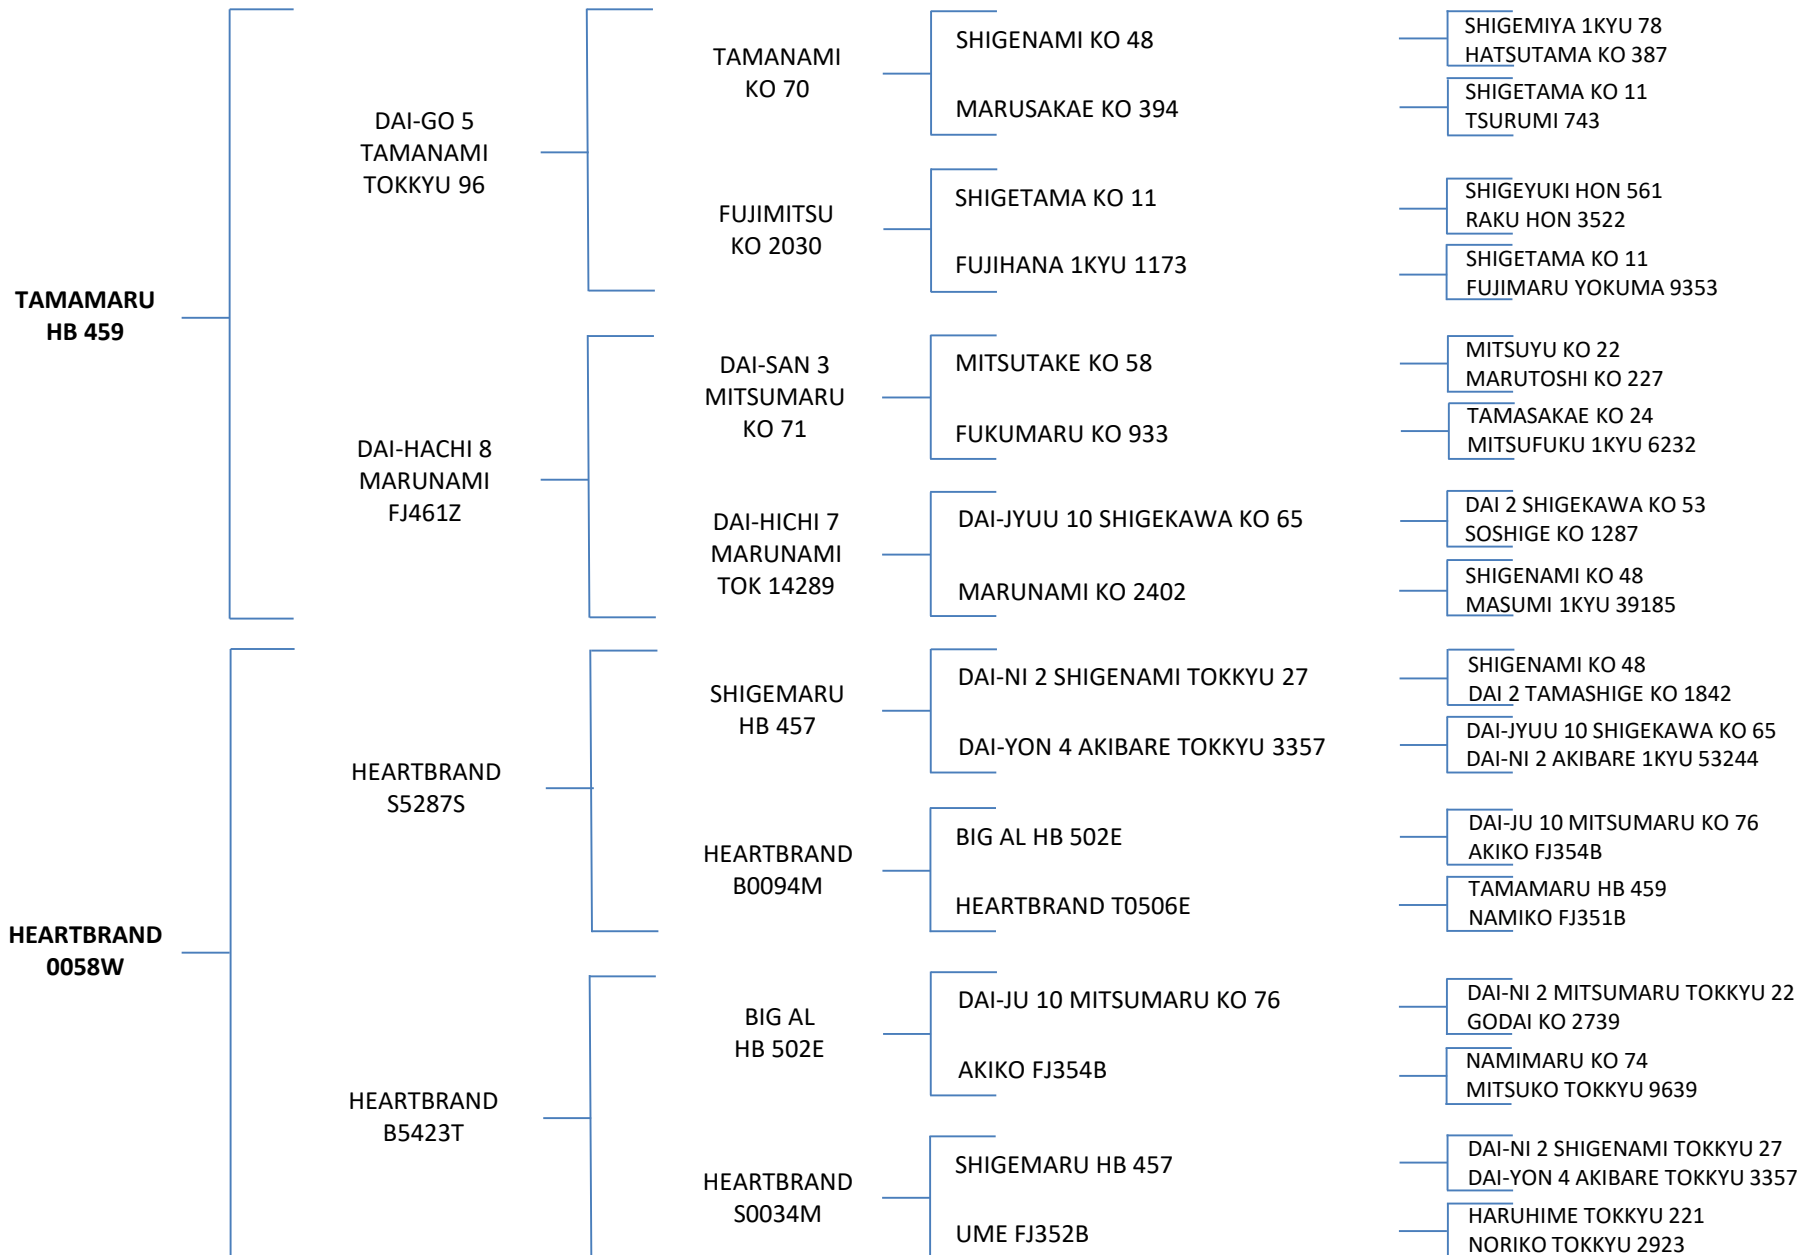 TAMAMARU
HB 459
DAI-GO 5
TAMANAMI
TOKKYU 96
TAMANAMI
KO 70
SHIGENAMI KO 48
SHIGEMIYA 1KYU 78
HATSUTAMA KO 387
MARUSAKAE KO 394
SHIGETAMA KO 11
TSURUMI 743
FUJIMITSU
KO 2030
SHIGETAMA KO 11
SHIGEYUKI HON 561
RAKU HON 3522
FUJIHANA 1KYU 1173
SHIGETAMA KO 11
FUJIMARU YOKUMA 9353
DAI-HACHI 8
MARUNAMI
FJ461Z
DAI-SAN 3
MITSUMARU
KO 71
MITSUTAKE KO 58
MITSUYU KO 22
MARUTOSHI KO 227
FUKUMARU KO 933
TAMASAKAE KO 24
MITSUFUKU 1KYU 6232
DAI-HICHI 7
MARUNAMI
TOK 14289
DAI-JYUU 10 SHIGEKAWA KO 65
DAI 2 SHIGEKAWA KO 53
SOSHIGE KO 1287
MARUNAMI KO 2402
SHIGENAMI KO 48
MASUMI 1KYU 39185
HEARTBRAND
0058W
HEARTBRAND
S5287S
SHIGEMARU
HB 457
DAI-NI 2 SHIGENAMI TOKKYU 27
SHIGENAMI KO 48
DAI 2 TAMASHIGE KO 1842
DAI-YON 4 AKIBARE TOKKYU 3357
DAI-JYUU 10 SHIGEKAWA KO 65
DAI-NI 2 AKIBARE 1KYU 53244
HEARTBRAND
B0094M
BIG AL HB 502E
DAI-JU 10 MITSUMARU KO 76
AKIKO FJ354B
HEARTBRAND T0506E
TAMAMARU HB 459
NAMIKO FJ351B
HEARTBRAND
B5423T
BIG AL
HB 502E
DAI-JU 10 MITSUMARU KO 76
DAI-NI 2 MITSUMARU TOKKYU 22
GODAI KO 2739
AKIKO FJ354B
NAMIMARU KO 74
MITSUKO TOKKYU 9639
HEARTBRAND
S0034M
SHIGEMARU HB 457
DAI-NI 2 SHIGENAMI TOKKYU 27
DAI-YON 4 AKIBARE TOKKYU 3357
UME FJ352B
HARUHIME TOKKYU 221
NORIKO TOKKYU 2923